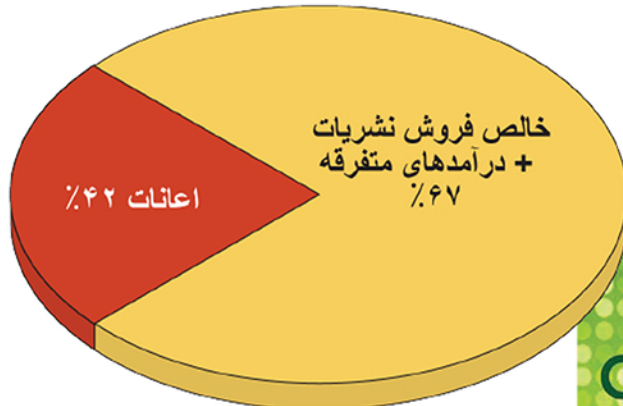 خالص فروش نشریات
+ درآمدهای متفرقه
٪۶۷
اعانات ۴۲٪